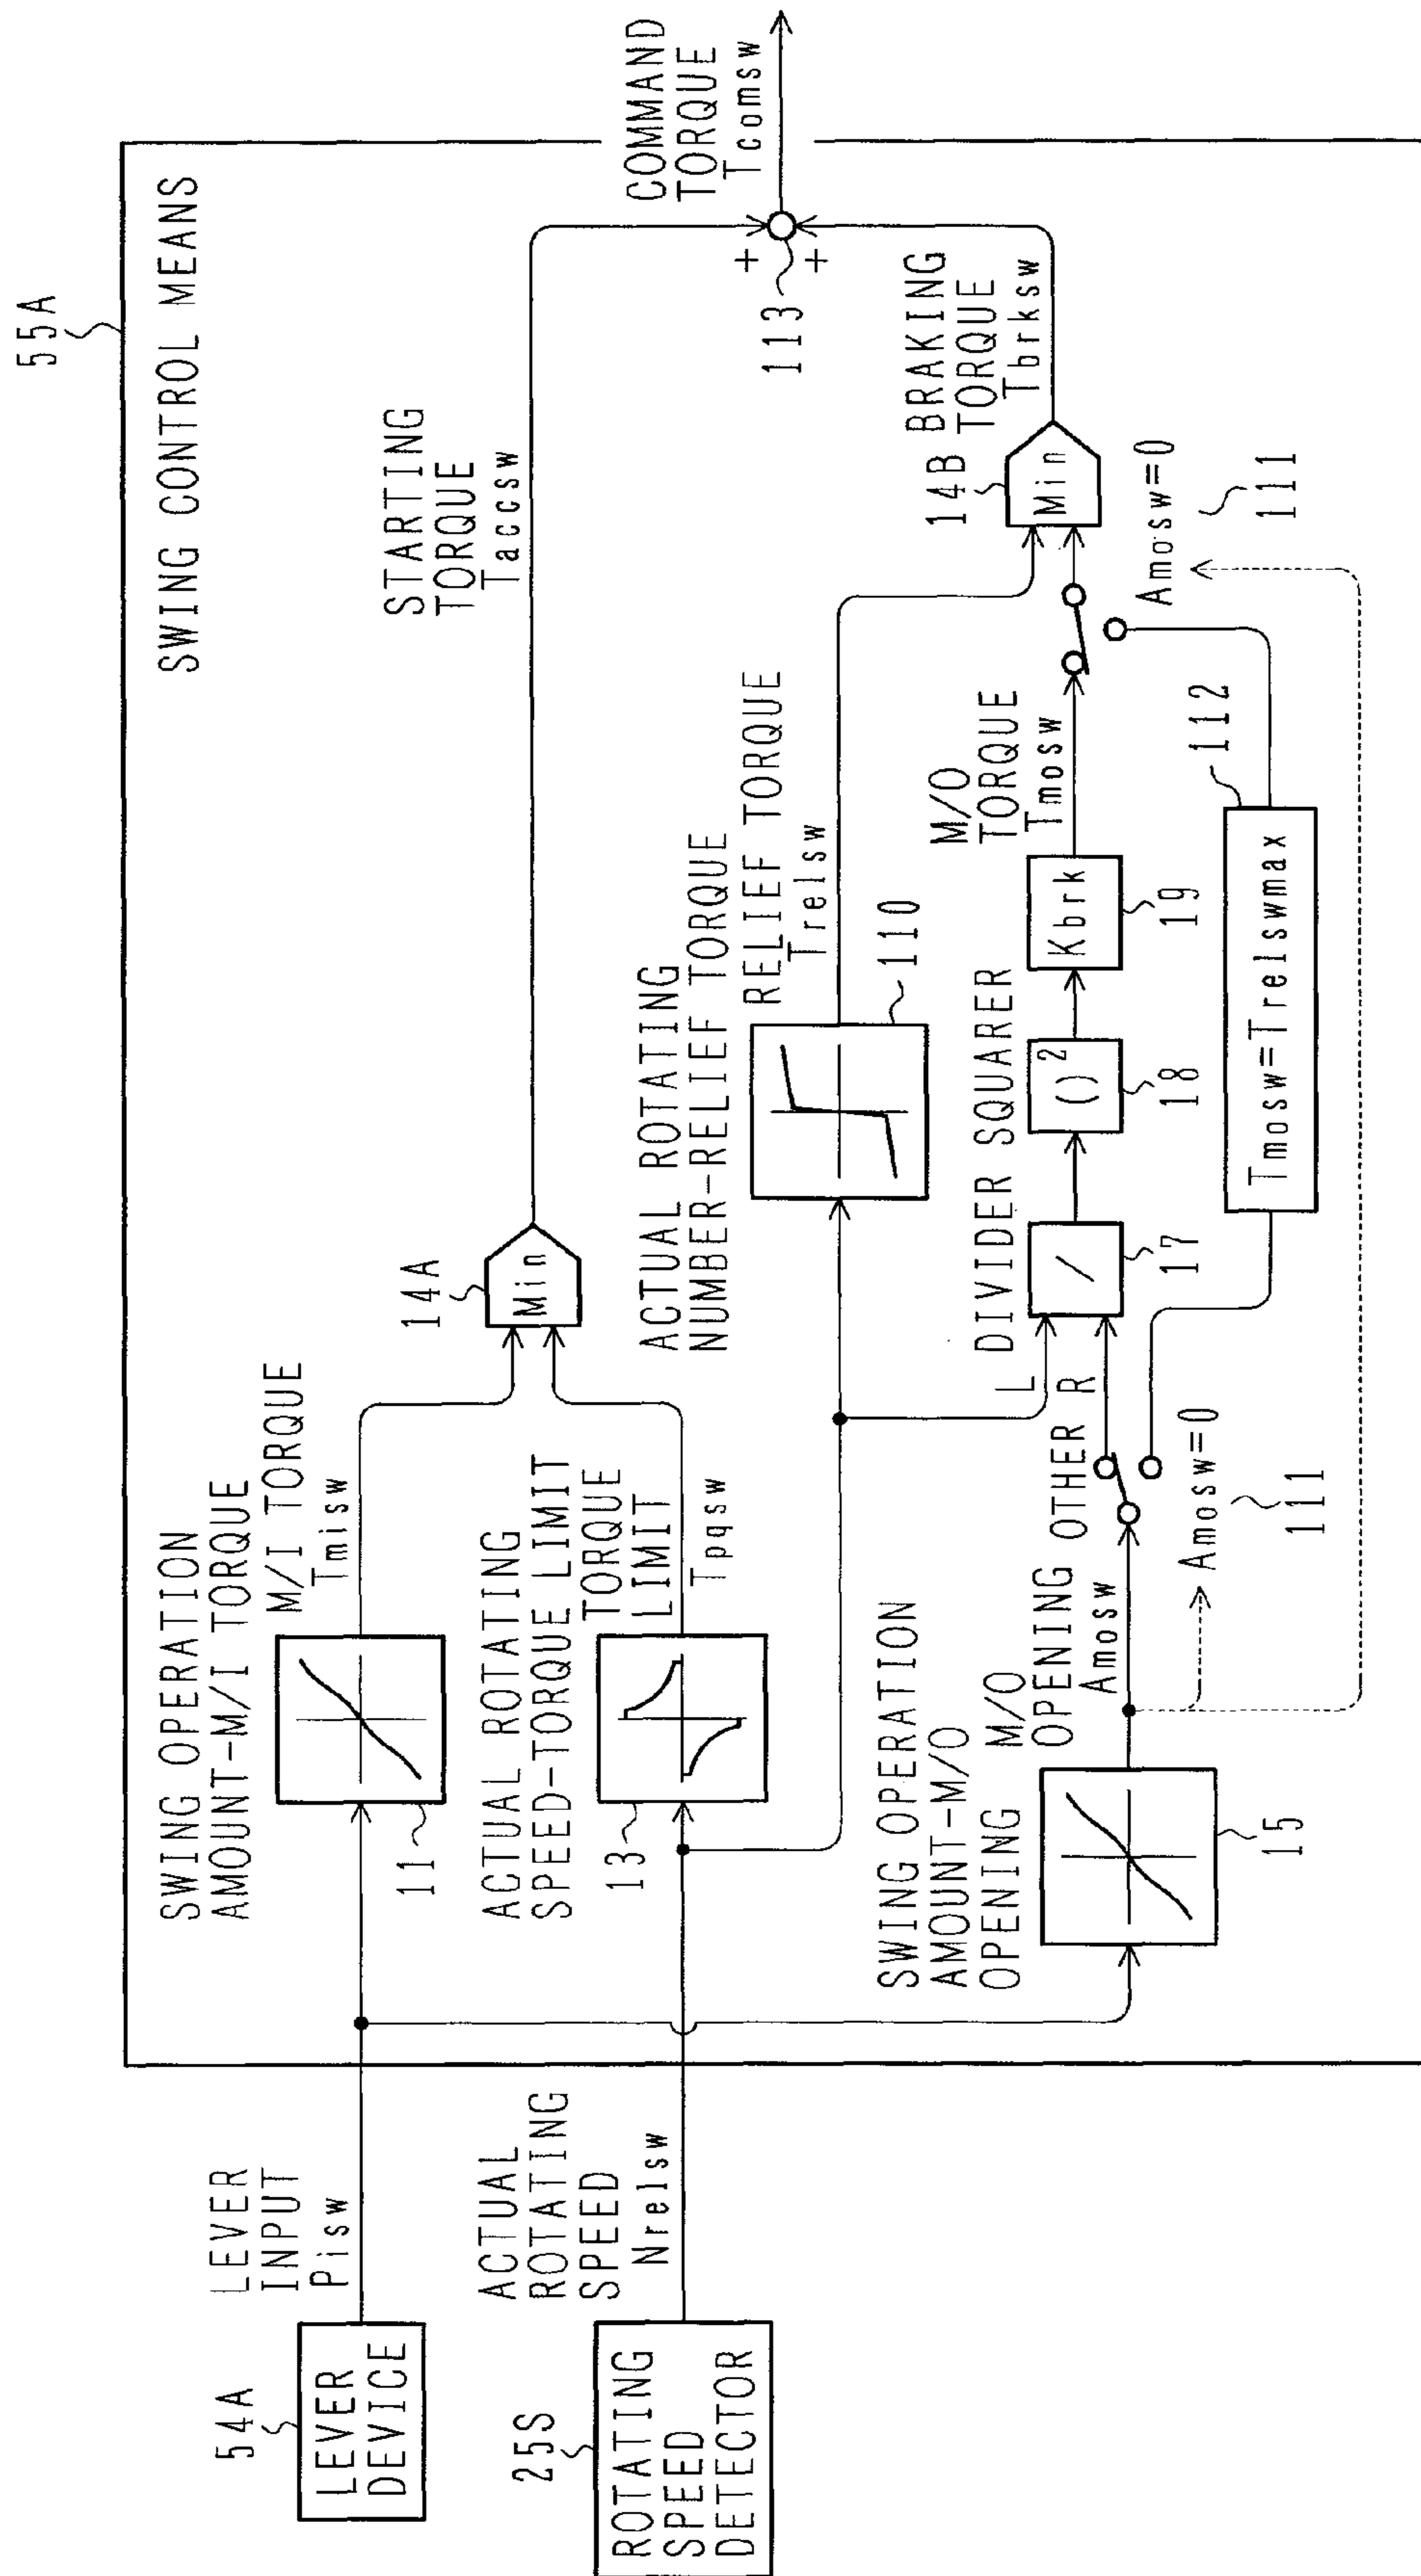 55A
SWING CONTROL MEANS
54A
LEVER
DEVICE
LEVER
INPUT
Pisw
25S
ROTATING
SPEED
DETECTOR
ACTUAL
ROTATING
SPEED
Nrelsw
SWING OPERATION
AMOUNT-M/I TORQUE
11
M/I TORQUE
Tmisw
ACTUAL ROTATING
SPEED-TORQUE LIMIT
13
TORQUE
LIMIT
Tpqsw
14A
Min
STARTING
TORQUE
Taccsw
ACTUAL ROTATING
NUMBER-RELIEF TORQUE
110
RELIEF TORQUE
Trelsw
SWING OPERATION
AMOUNT-M/O
OPENING
15
M/O
OPENING
Amosw
OTHER
Amosw=0
111
L
R
DIVIDER
/
17
SQUARER
()2
18
Kbrk
19
M/O
TORQUE
Tmosw
Tmosw=Trelswmax
112
Amosw=0
111
14B
Min
BRAKING
TORQUE
Tbrksw
+
+
113
COMMAND
TORQUE
Tcomsw